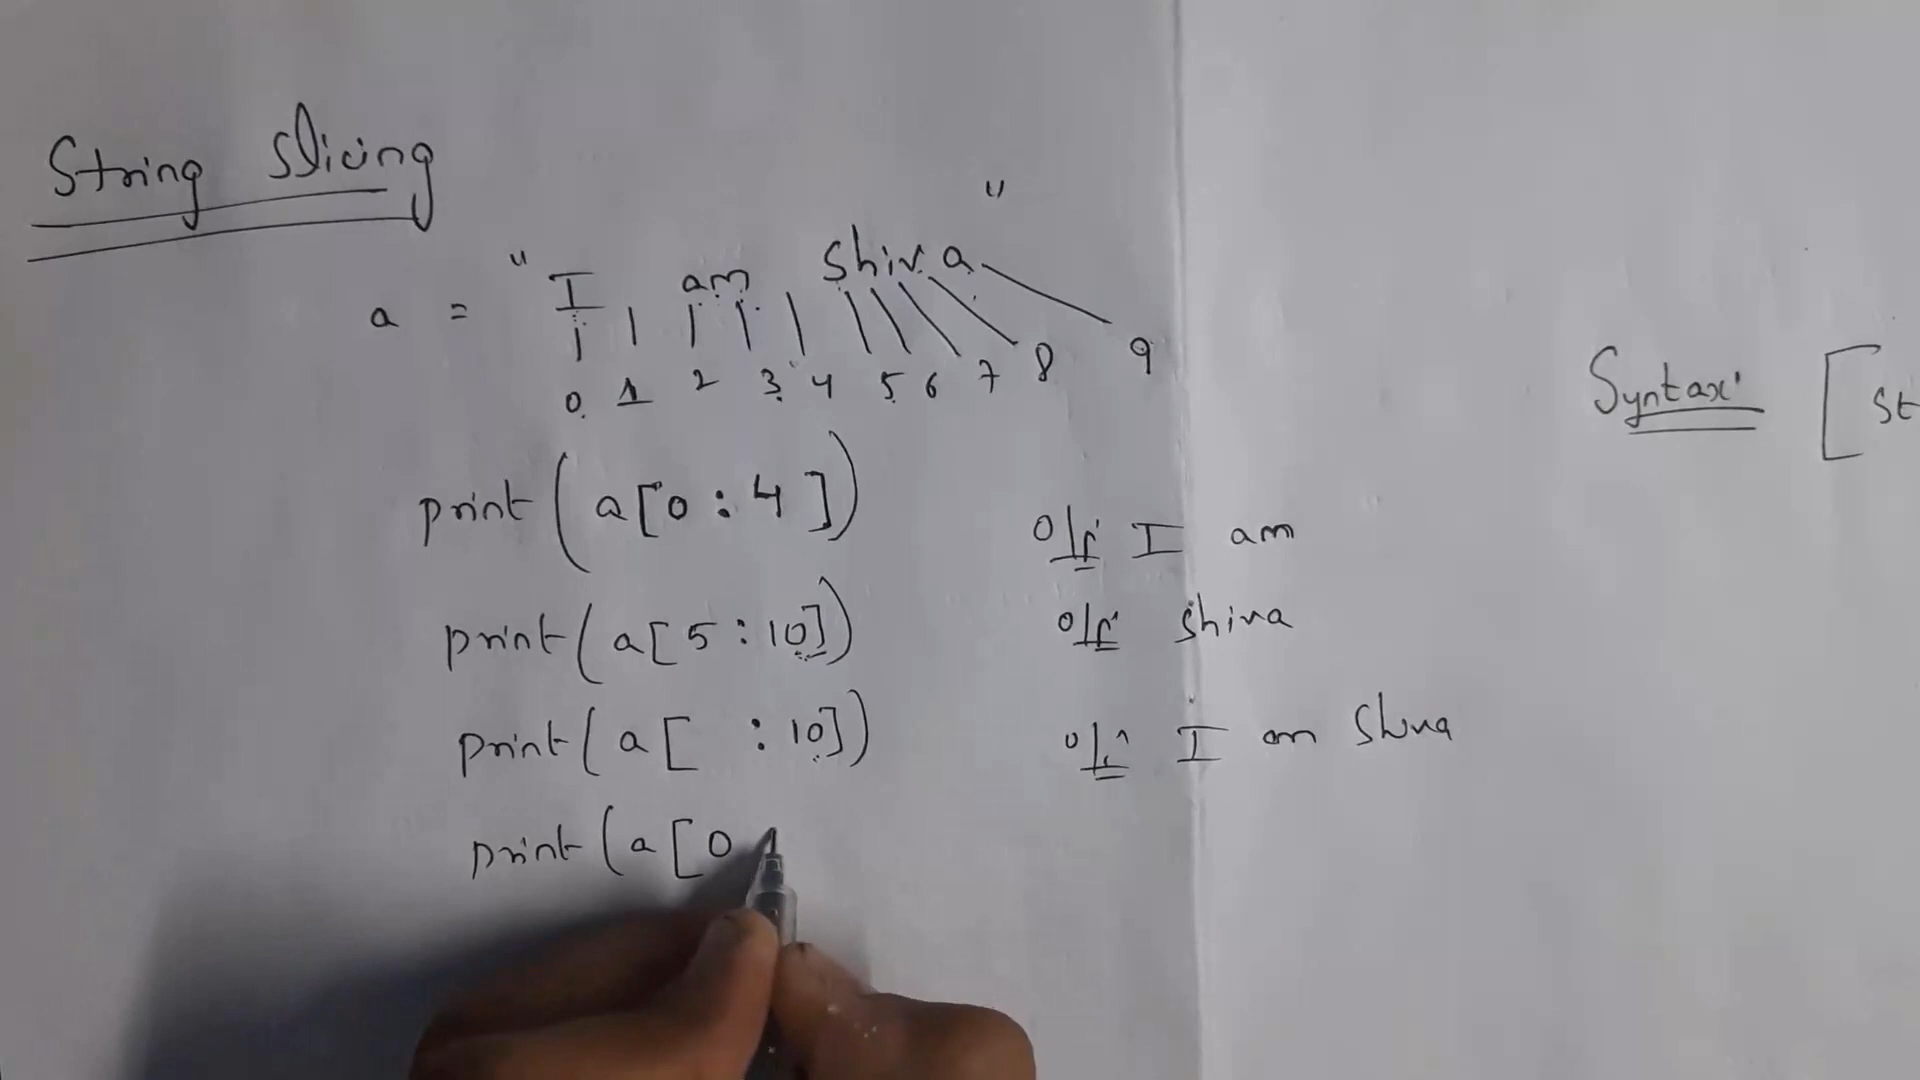 String Slicing
a = "I am Shiva"
0 1 2 3 4 5 6 7 8 9
Syntax: [st
print(a[0:4]) O/P: I am
print(a[5:10]) O/P: Shiva
print(a[ :10]) O/P: I am Shiva
print(a[0